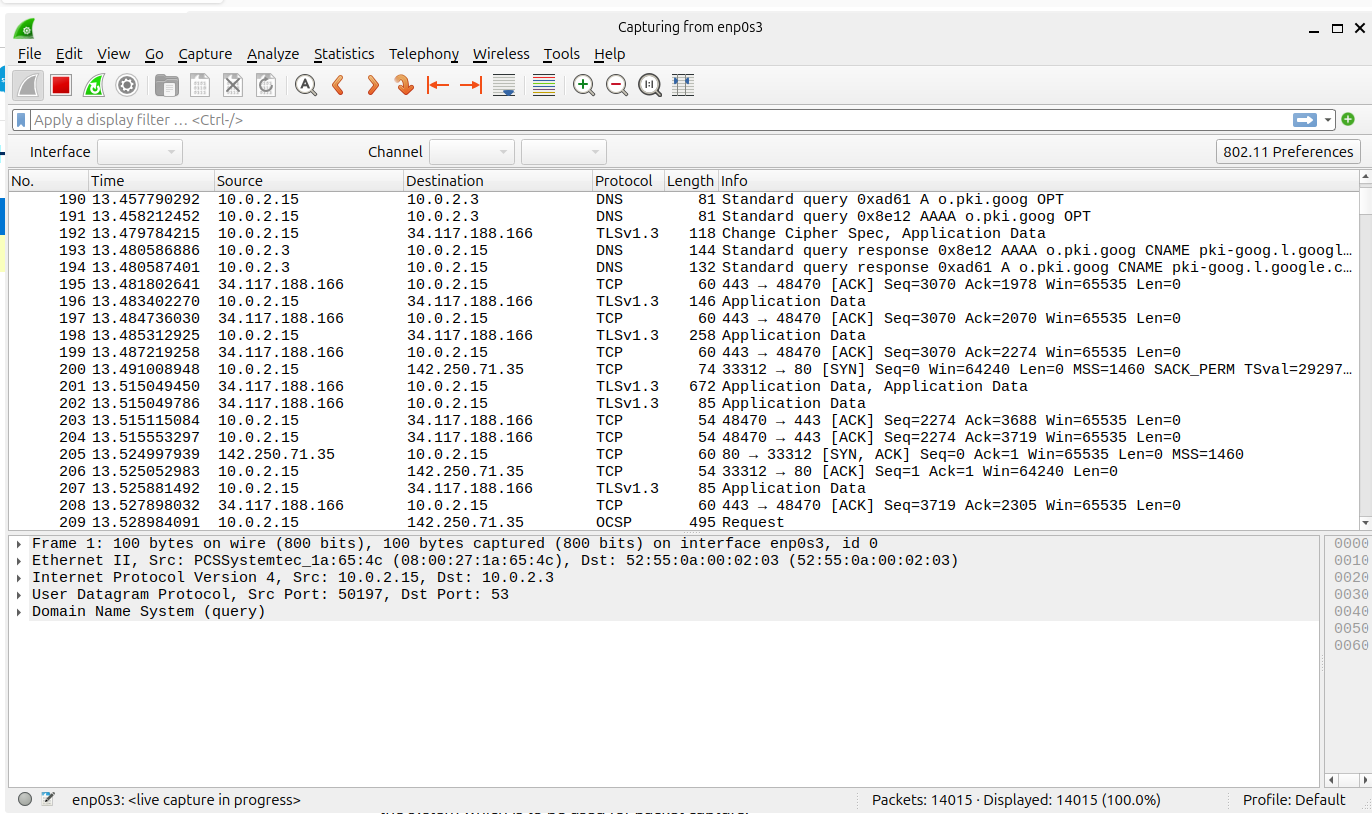 Capturing from enp0s3
File Edit View Go Capture Analyze Statistics Telephony Wireless Tools Help
Apply a display filter … <Ctrl-/>
Interface Channel 802.11 Preferences
No. Time Source Destination Protocol Length Info
190 13.457790292 10.0.2.15 10.0.2.3 DNS 81 Standard query 0xad61 A o.pki.goog OPT
191 13.458212452 10.0.2.15 10.0.2.3 DNS 81 Standard query 0x8e12 AAAA o.pki.goog OPT
192 13.479784215 10.0.2.15 34.117.188.166 TLSv1.3 118 Change Cipher Spec, Application Data
193 13.480586886 10.0.2.3 10.0.2.15 DNS 144 Standard query response 0x8e12 AAAA o.pki.goog CNAME pki-goog.l.googl…
194 13.480587401 10.0.2.3 10.0.2.15 DNS 132 Standard query response 0xad61 A o.pki.goog CNAME pki-goog.l.google.c…
195 13.481802641 34.117.188.166 10.0.2.15 TCP 60 443 → 48470 [ACK] Seq=3070 Ack=1978 Win=65535 Len=0
196 13.483402270 10.0.2.15 34.117.188.166 TLSv1.3 146 Application Data
197 13.484736030 34.117.188.166 10.0.2.15 TCP 60 443 → 48470 [ACK] Seq=3070 Ack=2070 Win=65535 Len=0
198 13.485312925 10.0.2.15 34.117.188.166 TLSv1.3 258 Application Data
199 13.487219258 34.117.188.166 10.0.2.15 TCP 60 443 → 48470 [ACK] Seq=3070 Ack=2274 Win=65535 Len=0
200 13.491008948 10.0.2.15 142.250.71.35 TCP 74 33312 → 80 [SYN] Seq=0 Win=64240 Len=0 MSS=1460 SACK_PERM TSval=29297…
201 13.515049450 34.117.188.166 10.0.2.15 TLSv1.3 672 Application Data, Application Data
202 13.515049786 34.117.188.166 10.0.2.15 TLSv1.3 85 Application Data
203 13.515115084 10.0.2.15 34.117.188.166 TCP 54 48470 → 443 [ACK] Seq=2274 Ack=3688 Win=65535 Len=0
204 13.515553297 10.0.2.15 34.117.188.166 TCP 54 48470 → 443 [ACK] Seq=2274 Ack=3719 Win=65535 Len=0
205 13.524997939 142.250.71.35 10.0.2.15 TCP 60 80 → 33312 [SYN, ACK] Seq=0 Ack=1 Win=65535 Len=0 MSS=1460
206 13.525052983 10.0.2.15 142.250.71.35 TCP 54 33312 → 80 [ACK] Seq=1 Ack=1 Win=64240 Len=0
207 13.525881492 10.0.2.15 34.117.188.166 TLSv1.3 85 Application Data
208 13.527898032 34.117.188.166 10.0.2.15 TCP 60 443 → 48470 [ACK] Seq=3719 Ack=2305 Win=65535 Len=0
209 13.528984091 10.0.2.15 142.250.71.35 OCSP 495 Request
Frame 1: 100 bytes on wire (800 bits), 100 bytes captured (800 bits) on interface enp0s3, id 0
Ethernet II, Src: PCSSystemtec_1a:65:4c (08:00:27:1a:65:4c), Dst: 52:55:0a:00:02:03 (52:55:0a:00:02:03)
Internet Protocol Version 4, Src: 10.0.2.15, Dst: 10.0.2.3
User Datagram Protocol, Src Port: 50197, Dst Port: 53
Domain Name System (query)
0000
0010
0020
0030
0040
0050
0060
enp0s3: <live capture in progress> Packets: 14015 · Displayed: 14015 (100.0%) Profile: Default